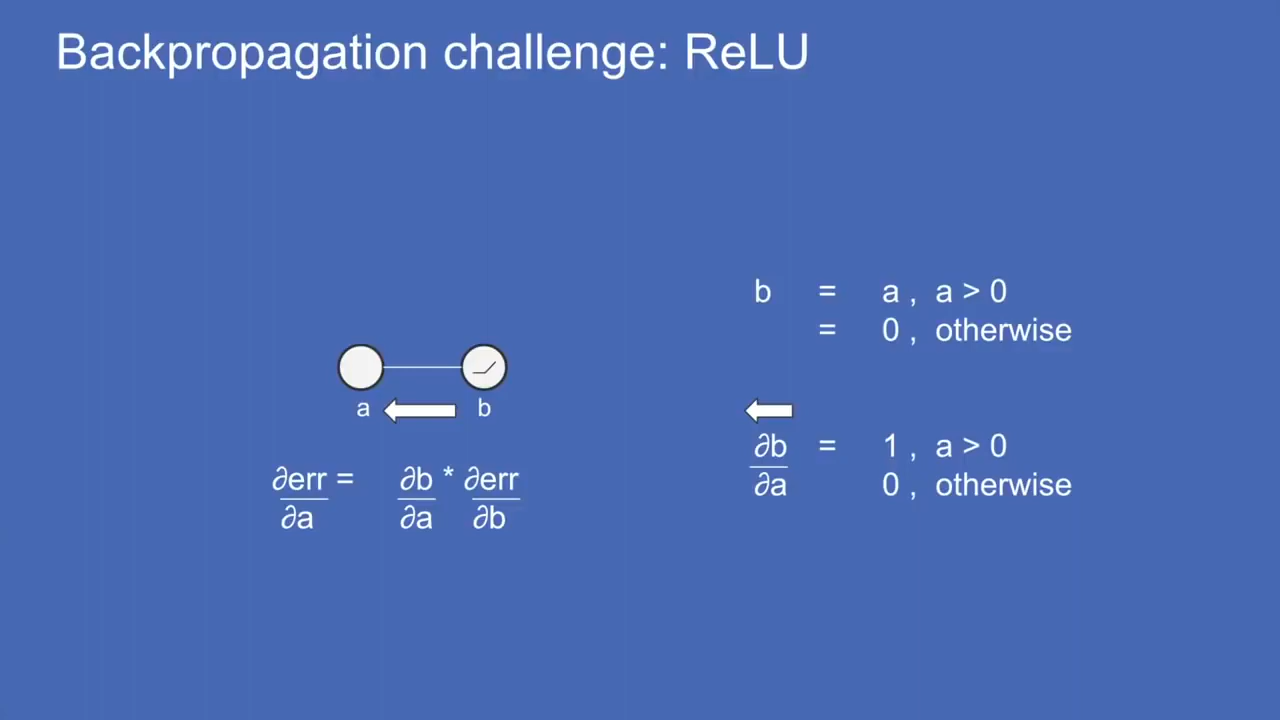 Backpropagation challenge: ReLU
b = a , a > 0
= 0 , otherwise
a b
∂b = 1 , a > 0
∂a 0 , otherwise
∂err = ∂b * ∂err
∂a ∂a ∂b